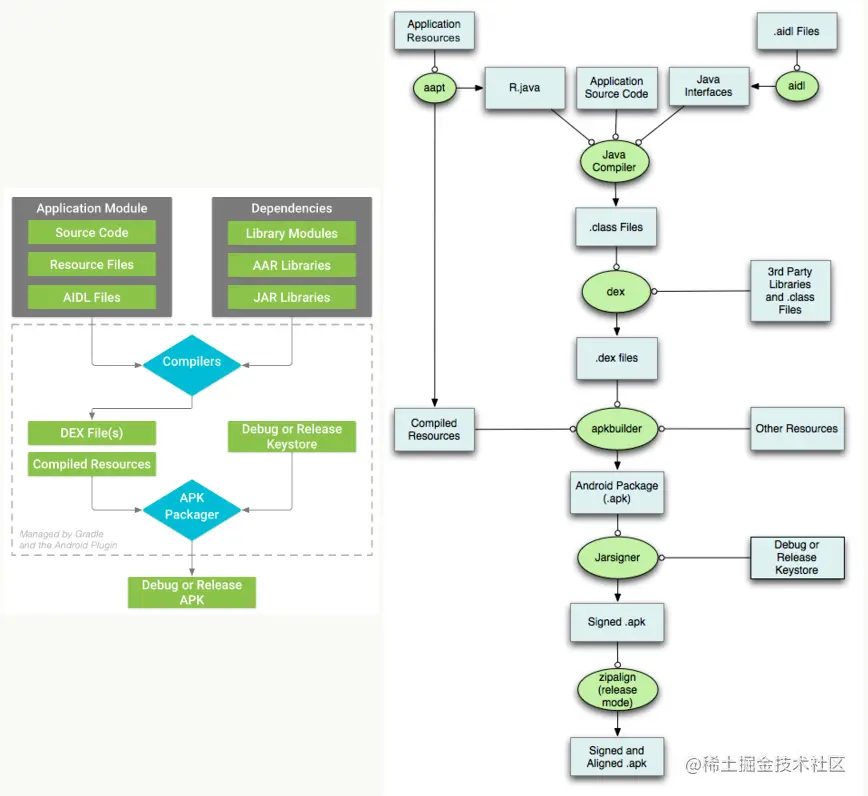 Application Module
Source Code
Resource Files
AIDL Files
Dependencies
Library Modules
AAR Libraries
JAR Libraries
Compilers
DEX File(s)
Compiled Resources
Debug or Release
Keystore
APK
Packager
Managed by Gradle
and the Android Plugin
Debug or Release
APK
Application
Resources
.aidl Files
aapt
R.java
Application
Source Code
Java
Interfaces
aidl
Java
Compiler
.class Files
dex
3rd Party
Libraries
and .class
Files
.dex files
Compiled
Resources
apkbuilder
Other Resources
Android Package
(.apk)
Jarsigner
Debug or
Release
Keystore
Signed .apk
zipalign
(release
mode)
Signed and
Aligned .apk
@稀土掘金技术社区